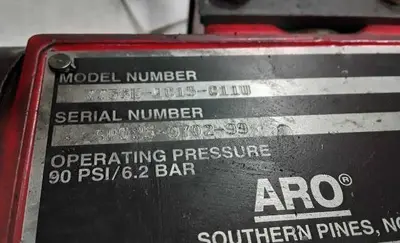 MODEL NUMBER
SERIAL NUMBER
OPERATING PRESSURE
90 PSI/6.2 BAR
ARO®
SOUTHERN PINES, NC